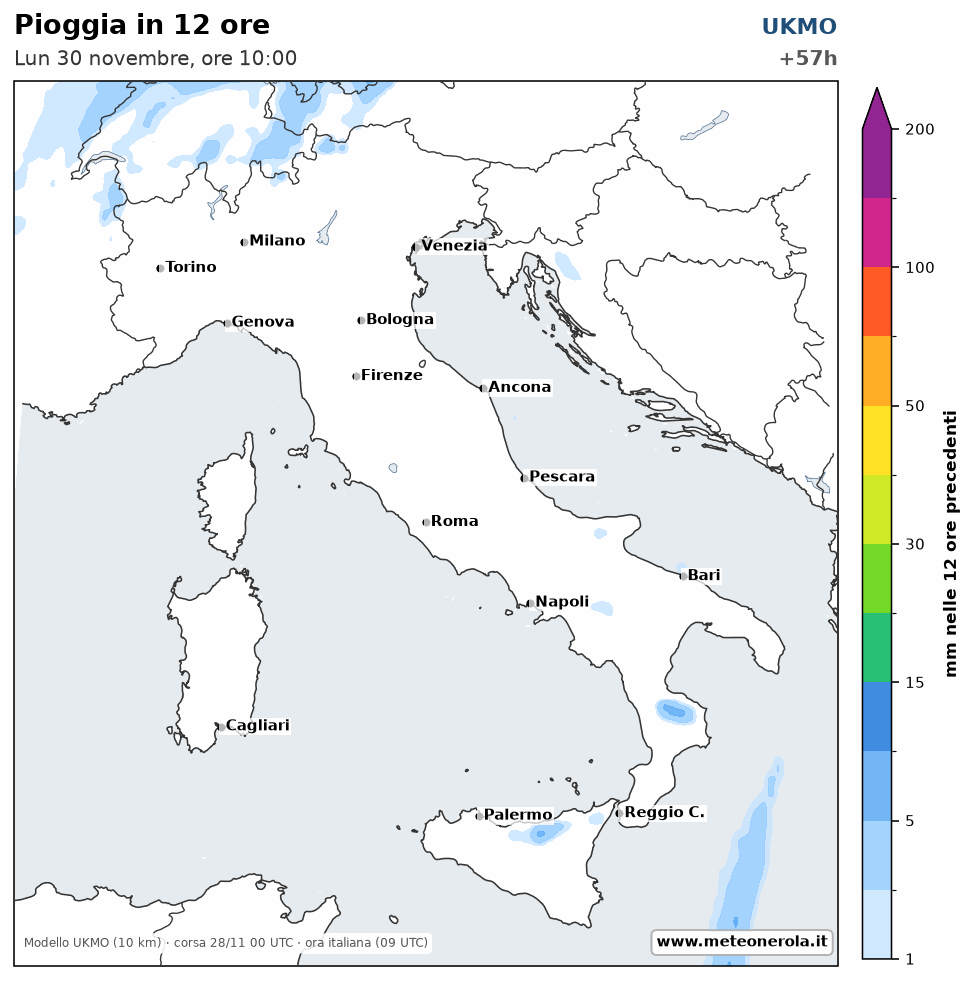 Pioggia in 12 ore
UKMO
Lun 30 novembre, ore 10:00
+57h
200
100
50
30
15
5
1
mm nelle 12 ore precedenti
Milano
Venezia
Torino
Genova
Bologna
Firenze
Ancona
Pescara
Roma
Bari
Napoli
Cagliari
Palermo
Reggio C.
Modello UKMO (10 km) · corsa 28/11 00 UTC · ora italiana (09 UTC)
www.meteonerola.it